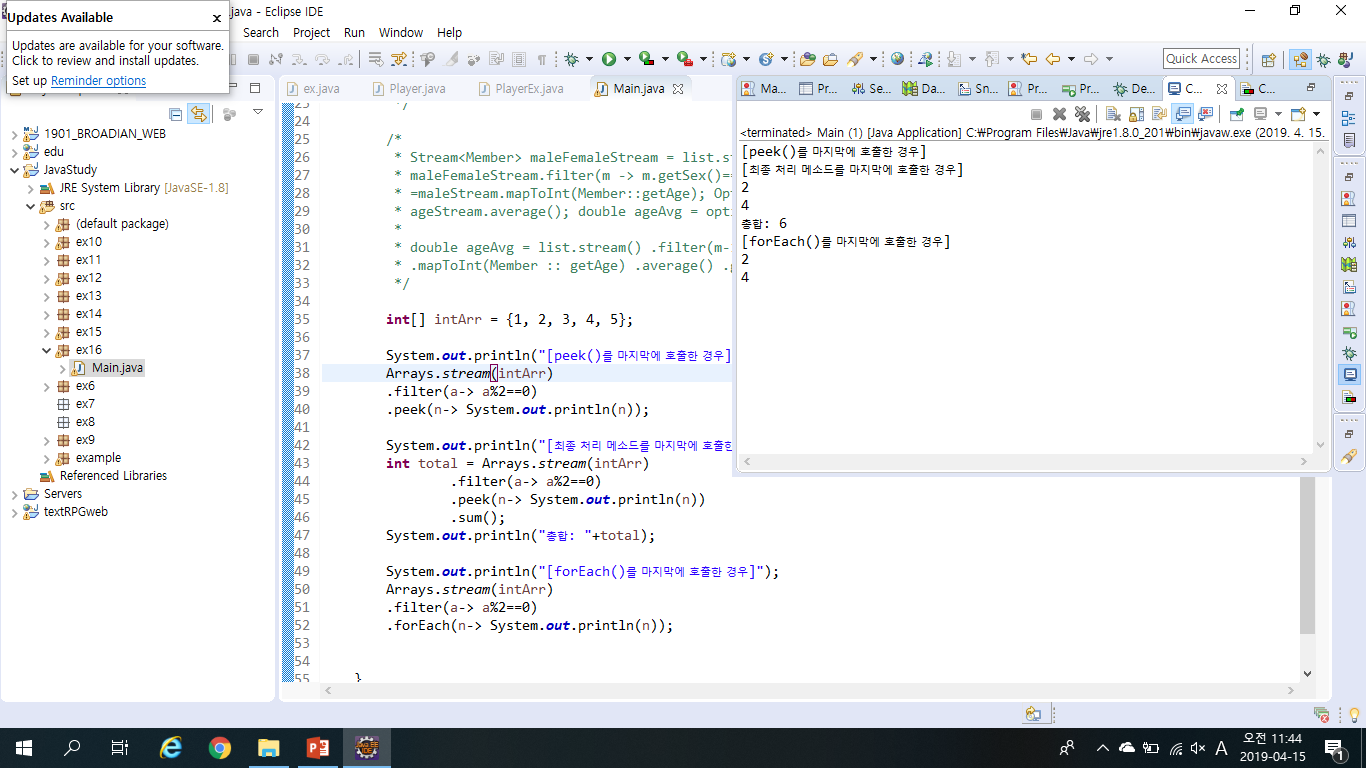 Updates Available
Updates are available for your software.
Click to review and install updates.
Set up Reminder options
.java - Eclipse IDE
Search Project Run Window Help
Quick Access
1901_BROADIAN_WEB
edu
JavaStudy
JRE System Library [JavaSE-1.8]
src
(default package)
ex10
ex11
ex12
ex13
ex14
ex15
ex16
Main.java
ex6
ex7
ex8
ex9
example
Referenced Libraries
Servers
textRPGweb
ex.java Player.java PlayerEx.java Main.java
23 */
24
25 /*
26 * Stream<Member> maleFemaleStream = list.st
27 * maleFemaleStream.filter(m -> m.getSex()==
28 * =maleStream.mapToInt(Member::getAge); Opt
29 * ageStream.average(); double ageAvg = opti
30 *
31 * double ageAvg = list.stream() .filter(m-
32 * .mapToInt(Member :: getAge) .average() .g
33 */
34
35 int[] intArr = {1, 2, 3, 4, 5};
36
37 System.out.println("[peek()를 마지막에 호출한 경우]
38 Arrays.stream(intArr)
39 .filter(a-> a%2==0)
40 .peek(n-> System.out.println(n));
41
42 System.out.println("[최종 처리 메소드를 마지막에 호출한
43 int total = Arrays.stream(intArr)
44 .filter(a-> a%2==0)
45 .peek(n-> System.out.println(n))
46 .sum();
47 System.out.println("총합: "+total);
48
49 System.out.println("[forEach()를 마지막에 호출한 경우]");
50 Arrays.stream(intArr)
51 .filter(a-> a%2==0)
52 .forEach(n-> System.out.println(n));
53
54
55 }
Ma... Pr... Se... Da... Sn... Pr... Pr... De... C... C...
<terminated> Main (1) [Java Application] C:₩Program Files₩Java₩jre1.8.0_201₩bin₩javaw.exe (2019. 4. 15.
[peek()를 마지막에 호출한 경우]
[최종 처리 메소드를 마지막에 호출한 경우]
2
4
총합: 6
[forEach()를 마지막에 호출한 경우]
2
4
A
오전 11:44
2019-04-15
1